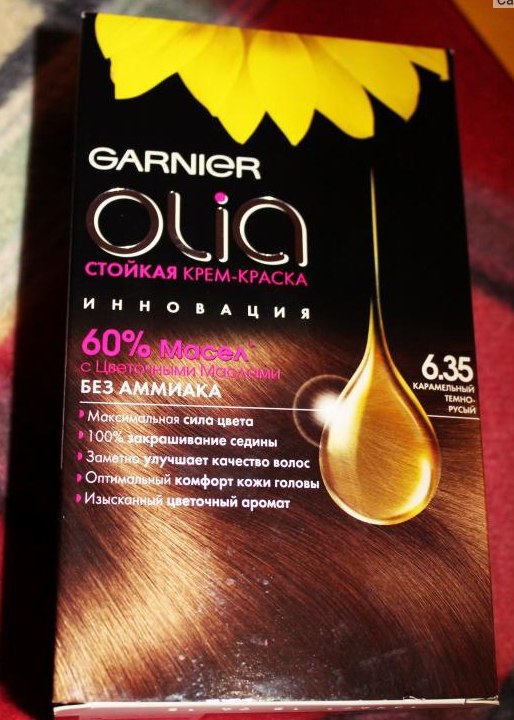 GARNIER
Olia
СТОЙКАЯ КРЕМ-КРАСКА
ИННОВАЦИЯ
60% Масел*
с Цветочными Маслами
БЕЗ АММИАКА
6.35
КАРАМЕЛЬНЫЙ
ТЕМНО-
РУСЫЙ
Максимальная сила цвета
100% закрашивание седины
Заметно улучшает качество волос
Оптимальный комфорт кожи головы
Изысканный цветочный аромат